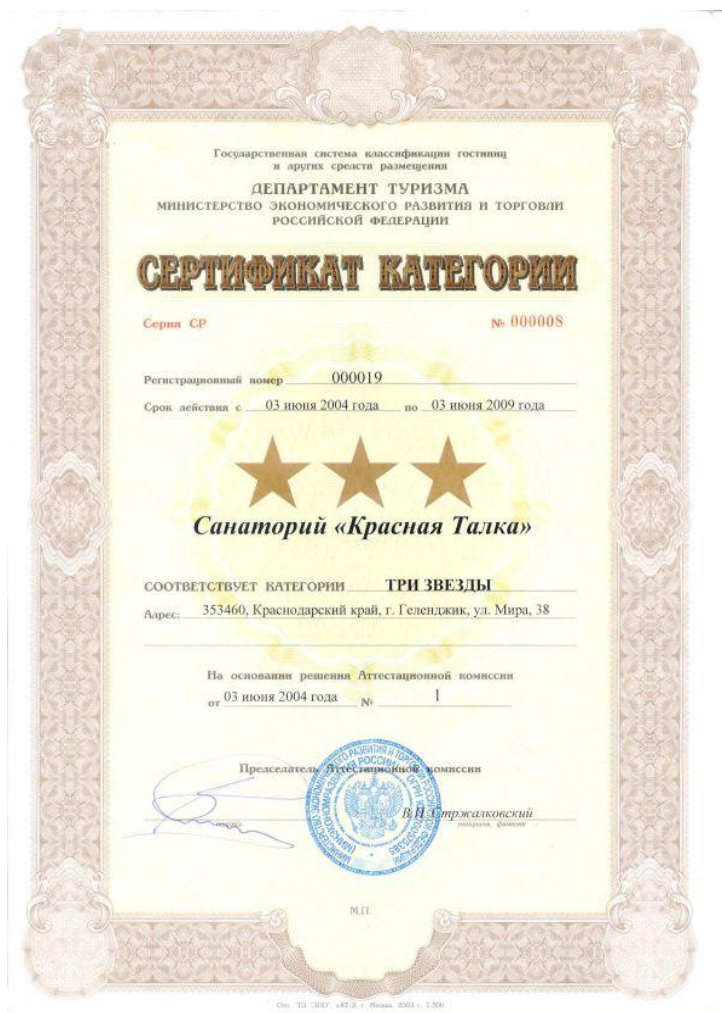 Государственная система классификации гостиниц
и других средств размещения
ДЕПАРТАМЕНТ ТУРИЗМА
МИНИСТЕРСТВО ЭКОНОМИЧЕСКОГО РАЗВИТИЯ И ТОРГОВЛИ
РОССИЙСКОЙ ФЕДЕРАЦИИ
СЕРТИФИКАТ КАТЕГОРИИ
Серия СР № 000008
Регистрационный номер 000019
Срок действия с 03 июня 2004 года по 03 июня 2009 года
Санаторий «Красная Талка»
СООТВЕТСТВУЕТ КАТЕГОРИИ ТРИ ЗВЕЗДЫ
Адрес: 353460, Краснодарский край, г. Геленджик, ул. Мира, 38
На основании решения Аттестационной комиссии
от 03 июня 2004 года № 1
Председатель Аттестационной комиссии
В.И. Стржалковский
инициалы, фамилия
М.П.